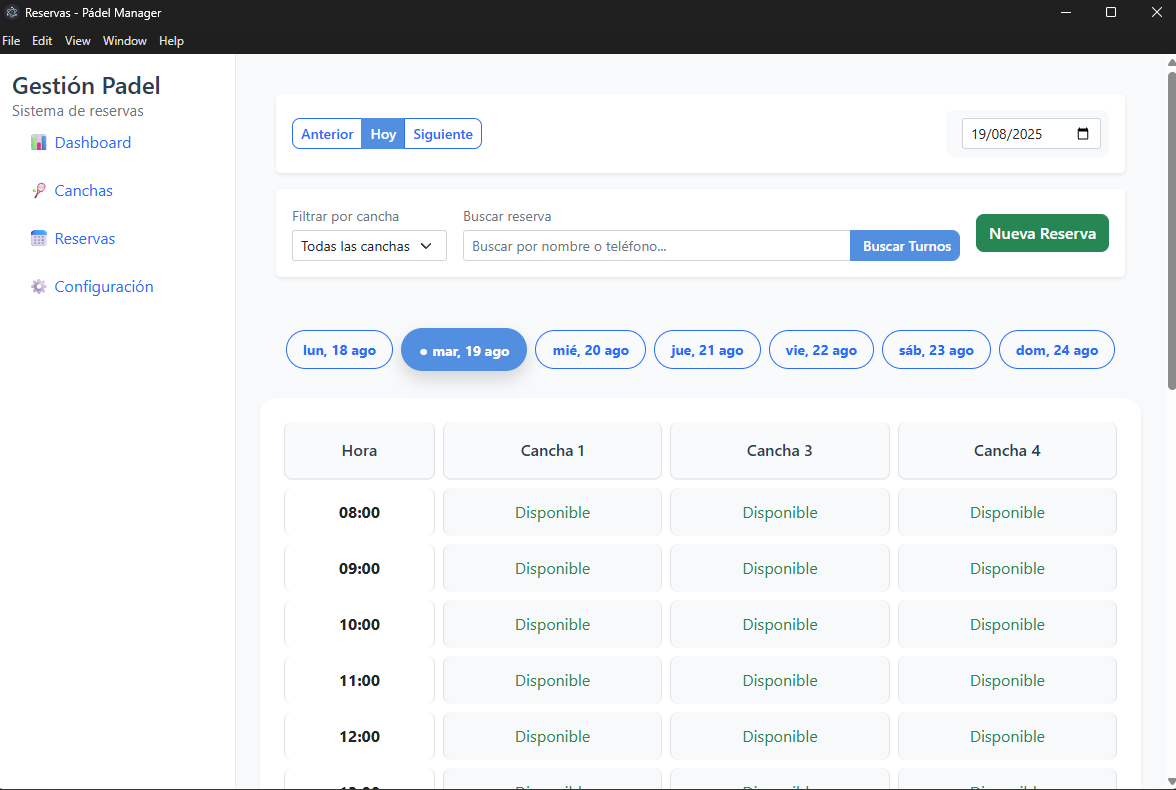 Reservas - Pádel Manager
File Edit View Window Help
Gestión Padel
Sistema de reservas
Dashboard
Canchas
Reservas
Configuración
Anterior Hoy Siguiente
19/08/2025
Filtrar por cancha
Todas las canchas
Buscar reserva
Buscar por nombre o teléfono...
Buscar Turnos
Nueva Reserva
lun, 18 ago
● mar, 19 ago
mié, 20 ago
jue, 21 ago
vie, 22 ago
sáb, 23 ago
dom, 24 ago
Hora Cancha 1 Cancha 3 Cancha 4
08:00 Disponible Disponible Disponible
09:00 Disponible Disponible Disponible
10:00 Disponible Disponible Disponible
11:00 Disponible Disponible Disponible
12:00 Disponible Disponible Disponible